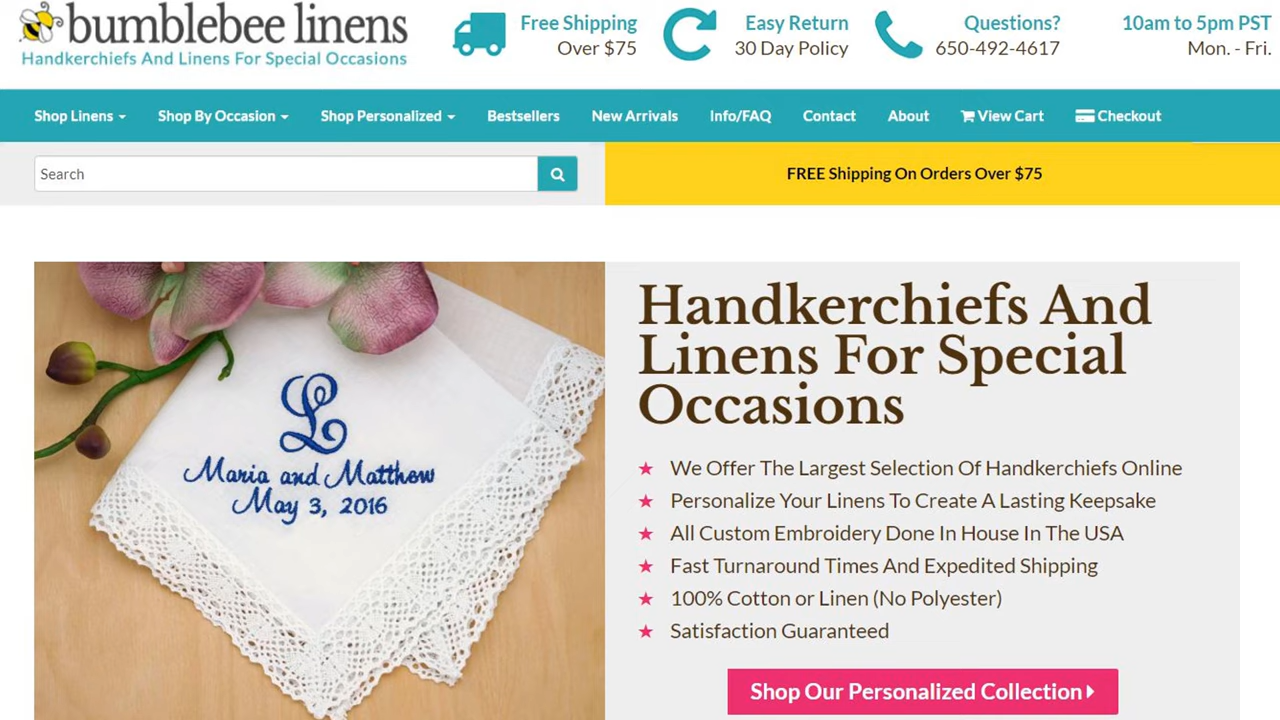 bumblebee linens
Handkerchiefs And Linens For Special Occasions
Free Shipping
Over $75
Easy Return
30 Day Policy
Questions?
650-492-4617
10am to 5pm PST
Mon. - Fri.
Shop Linens Shop By Occasion Shop Personalized Bestsellers New Arrivals Info/FAQ Contact About View Cart Checkout
Search
FREE Shipping On Orders Over $75
L
Maria and Matthew
May 3, 2016
Handkerchiefs And
Linens For Special
Occasions
We Offer The Largest Selection Of Handkerchiefs Online
Personalize Your Linens To Create A Lasting Keepsake
All Custom Embroidery Done In House In The USA
Fast Turnaround Times And Expedited Shipping
100% Cotton or Linen (No Polyester)
Satisfaction Guaranteed
Shop Our Personalized Collection